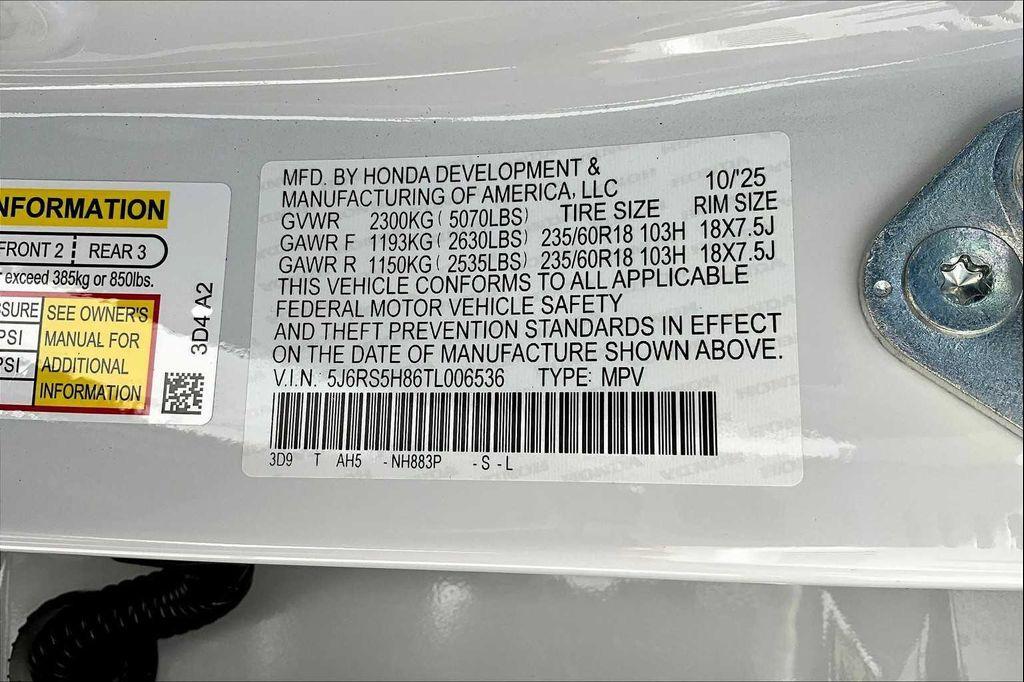 NFORMATION
FRONT 2 REAR 3
exceed 385kg or 850lbs.
SSURE SEE OWNER'S
PSI MANUAL FOR
PSI ADDITIONAL
INFORMATION
3D4 A2
MFD. BY HONDA DEVELOPMENT &
MANUFACTURING OF AMERICA, LLC 10/'25
GVWR 2300KG ( 5070LBS) TIRE SIZE RIM SIZE
GAWR F 1193KG ( 2630LBS) 235/60R18 103H 18X7.5J
GAWR R 1150KG ( 2535LBS) 235/60R18 103H 18X7.5J
THIS VEHICLE CONFORMS TO ALL APPLICABLE
FEDERAL MOTOR VEHICLE SAFETY
AND THEFT PREVENTION STANDARDS IN EFFECT
ON THE DATE OF MANUFACTURE SHOWN ABOVE.
V.I.N.: 5J6RS5H86TL006536 TYPE: MPV
3D9 T AH5 - NH883P - S - L